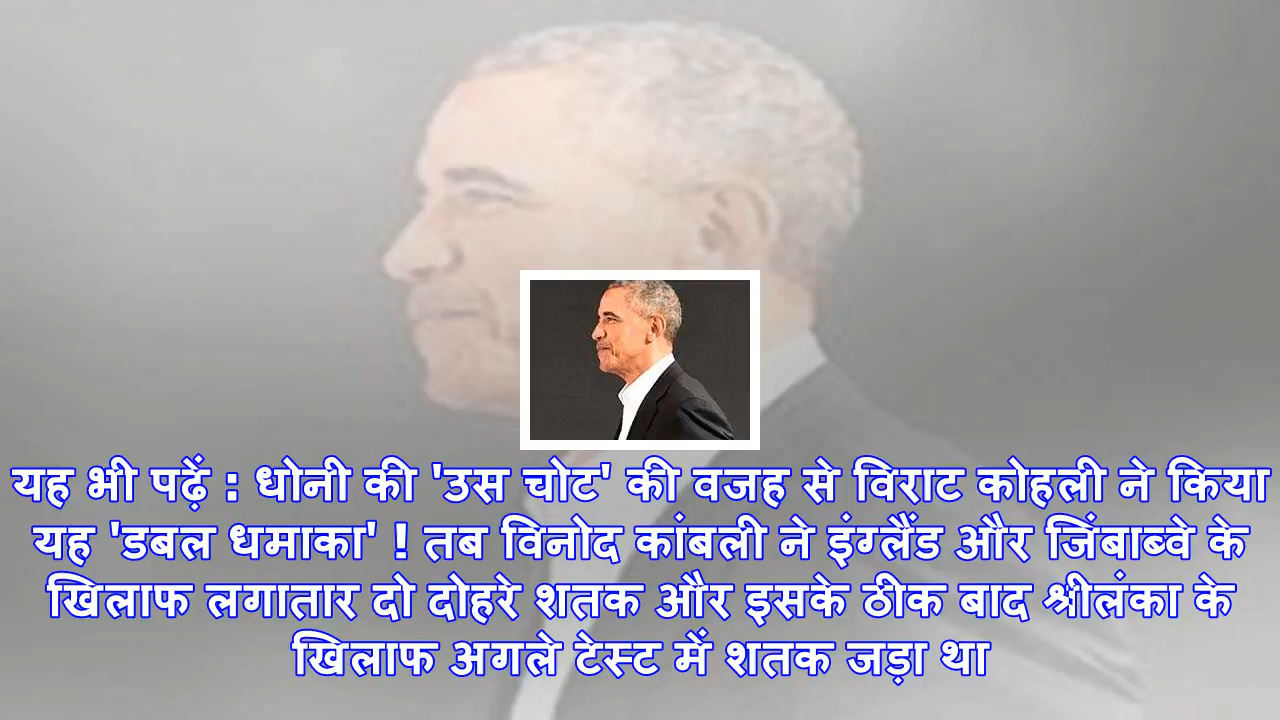 यह भी पढ़ें : धोनी की 'उस चोट' की वजह से विराट कोहली ने किया
यह 'डबल धमाका' ! तब विनोद कांबली ने इंग्लैंड और जिंबाब्वे के
खिलाफ लगातार दो दोहरे शतक और इसके ठीक बाद श्रीलंका के
खिलाफ अगले टेस्ट में शतक जड़ा था